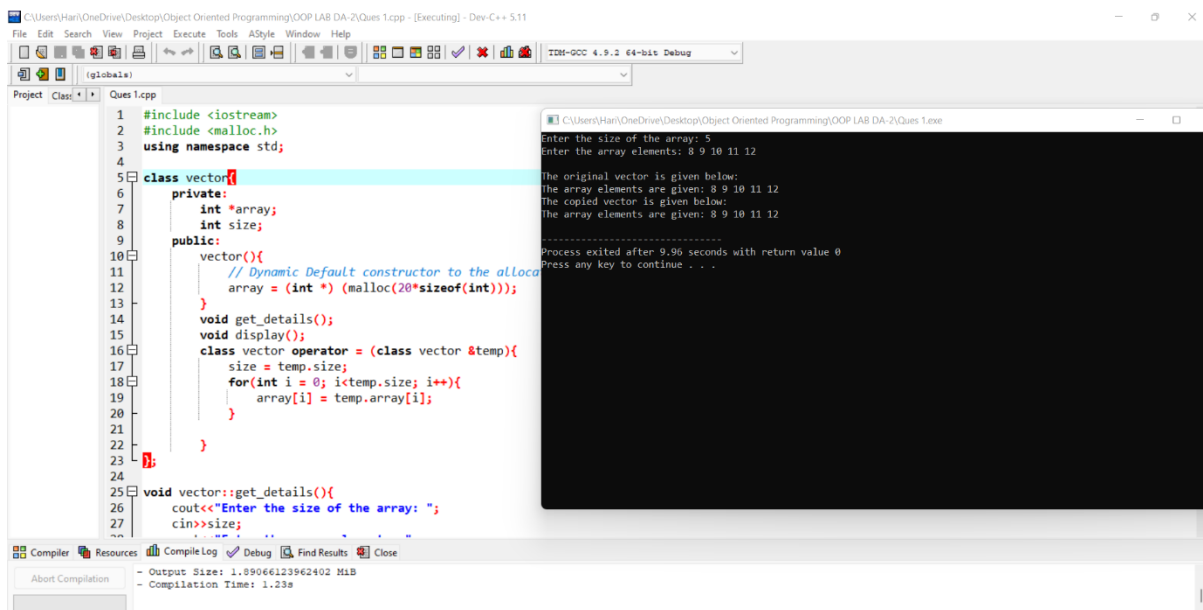 C:\Users\Hari\OneDrive\Desktop\Object Oriented Programming\OOP LAB DA-2\Ques 1.cpp - [Executing] - Dev-C++ 5.11
File Edit Search View Project Execute Tools AStyle Window Help
TDM-GCC 4.9.2 64-bit Debug
(globals)
Project Class Ques 1.cpp
1 #include <iostream>
2 #include <malloc.h>
3 using namespace std;
4
5 class vector{
6 private:
7 int *array;
8 int size;
9 public:
10 vector(){
11 // Dynamic Default constructor to the alloca
12 array = (int *) (malloc(20*sizeof(int)));
13 }
14 void get_details();
15 void display();
16 class vector operator = (class vector &temp){
17 size = temp.size;
18 for(int i = 0; i<temp.size; i++){
19 array[i] = temp.array[i];
20 }
21
22 }
23 };
24
25 void vector::get_details(){
26 cout<<"Enter the size of the array: ";
27 cin>>size;
C:\Users\Hari\OneDrive\Desktop\Object Oriented Programming\OOP LAB DA-2\Ques 1.exe
Enter the size of the array: 5
Enter the array elements: 8 9 10 11 12
The original vector is given below:
The array elements are given: 8 9 10 11 12
The copied vector is given below:
The array elements are given: 8 9 10 11 12
--------------------------------
Process exited after 9.96 seconds with return value 0
Press any key to continue . . .
Compiler Resources Compile Log Debug Find Results Close
Abort Compilation
- Output Size: 1.89066123962402 MiB
- Compilation Time: 1.23s